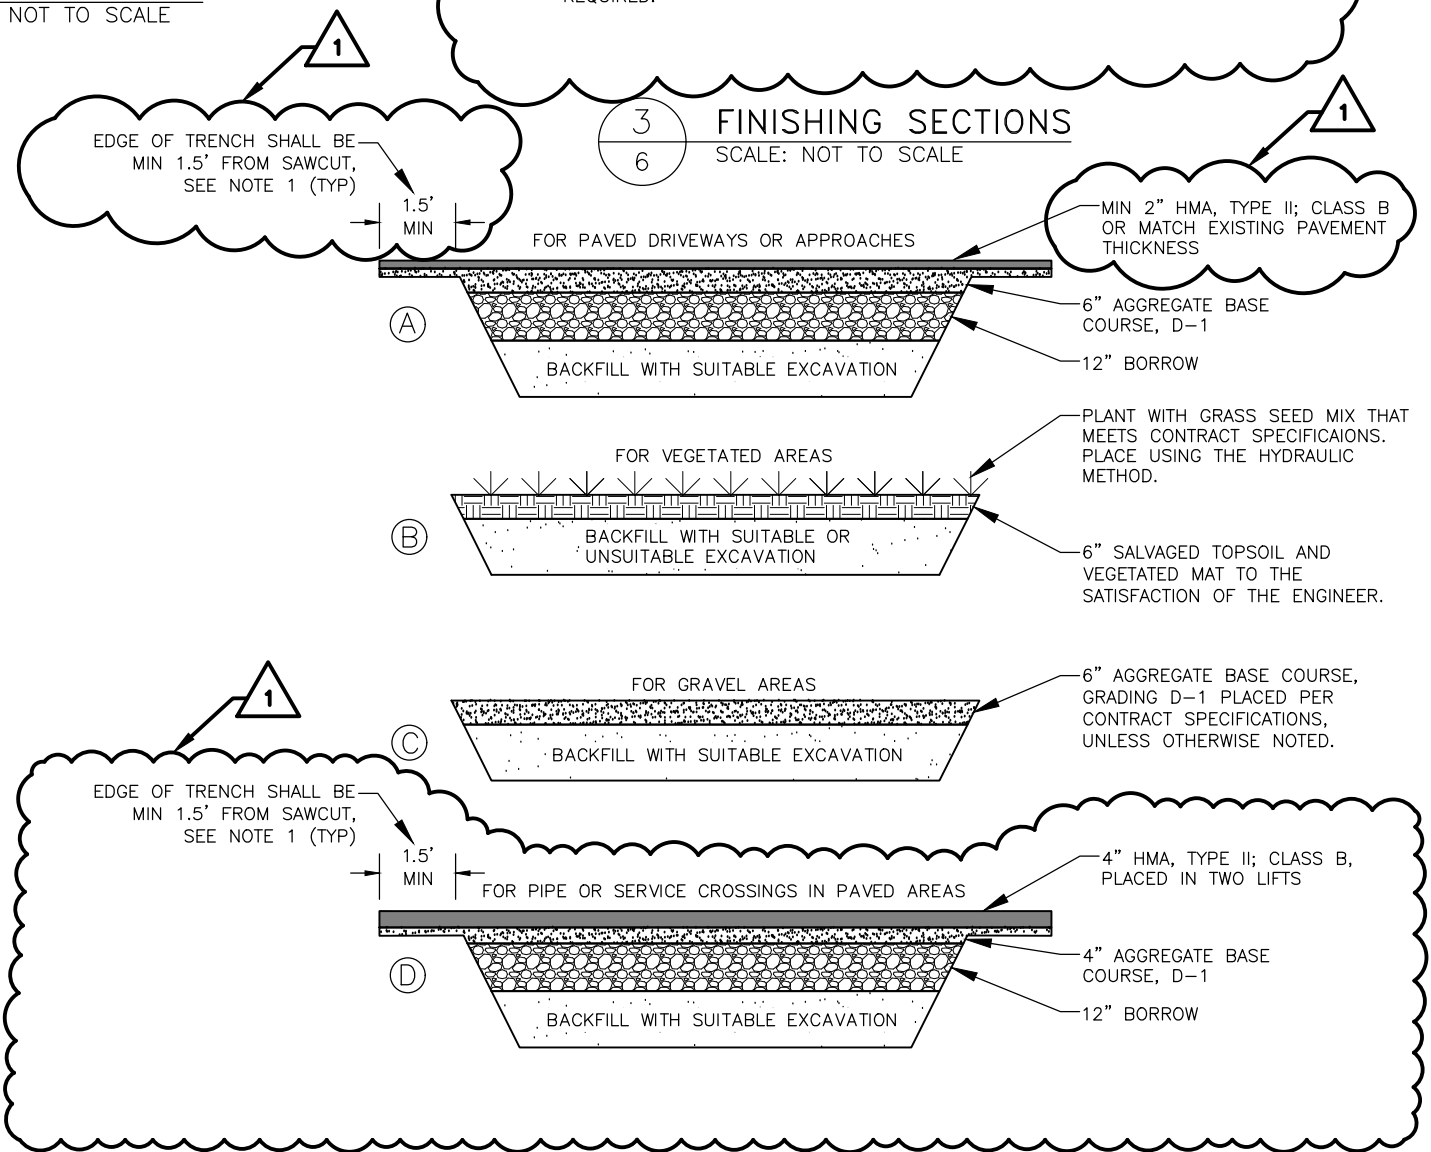 REQUIRED.
NOT TO SCALE
1
3
6
FINISHING SECTIONS
SCALE: NOT TO SCALE
1
EDGE OF TRENCH SHALL BE
MIN 1.5' FROM SAWCUT,
SEE NOTE 1 (TYP)
1.5'
MIN
FOR PAVED DRIVEWAYS OR APPROACHES
MIN 2" HMA, TYPE II; CLASS B
OR MATCH EXISTING PAVEMENT
THICKNESS
A
6" AGGREGATE BASE
COURSE, D-1
12" BORROW
BACKFILL WITH SUITABLE EXCAVATION
FOR VEGETATED AREAS
PLANT WITH GRASS SEED MIX THAT
MEETS CONTRACT SPECIFICAIONS.
PLACE USING THE HYDRAULIC
METHOD.
B
BACKFILL WITH SUITABLE OR
UNSUITABLE EXCAVATION
6" SALVAGED TOPSOIL AND
VEGETATED MAT TO THE
SATISFACTION OF THE ENGINEER.
FOR GRAVEL AREAS
6" AGGREGATE BASE COURSE,
GRADING D-1 PLACED PER
CONTRACT SPECIFICATIONS,
UNLESS OTHERWISE NOTED.
1
C
BACKFILL WITH SUITABLE EXCAVATION
EDGE OF TRENCH SHALL BE
MIN 1.5' FROM SAWCUT,
SEE NOTE 1 (TYP)
1.5'
MIN
FOR PIPE OR SERVICE CROSSINGS IN PAVED AREAS
4" HMA, TYPE II; CLASS B,
PLACED IN TWO LIFTS
D
4" AGGREGATE BASE
COURSE, D-1
12" BORROW
BACKFILL WITH SUITABLE EXCAVATION